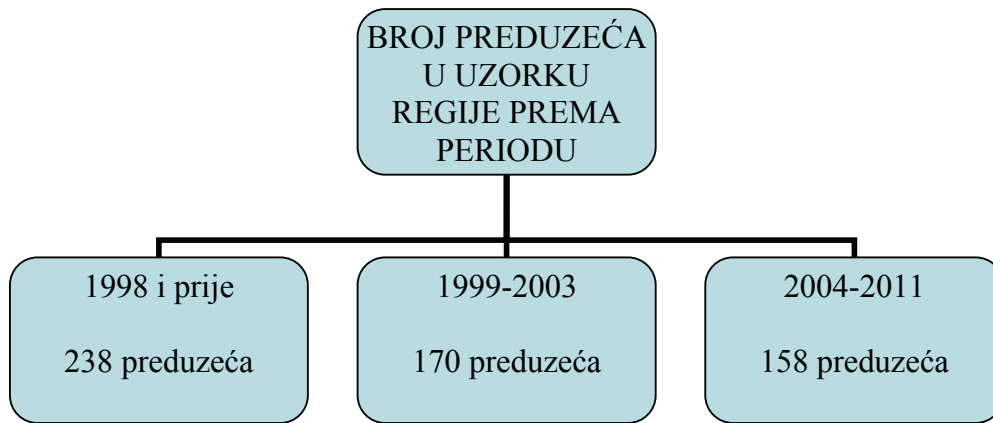 BROJ PREDUZEĆA
U UZORKU
REGIJE PREMA
PERIODU
1998 i prije
238 preduzeća
1999-2003
170 preduzeća
2004-2011
158 preduzeća